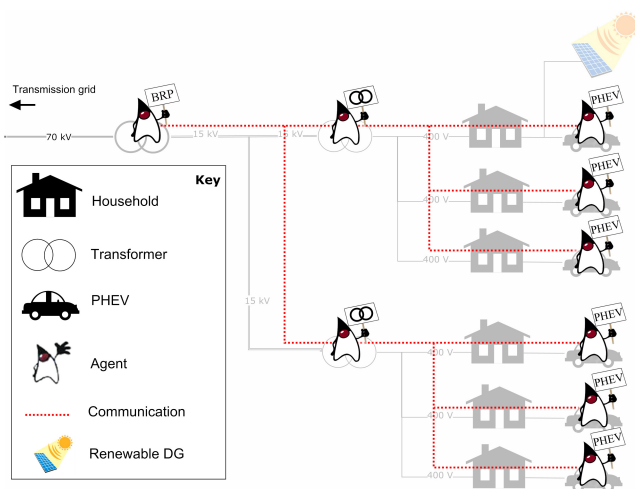 Transmission grid
BRP
PHEV
70 kV
15 kV
15 kV
400 V
PHEV
400 V
PHEV
400 V
15 kV
PHEV
400 V
PHEV
400 V
PHEV
400 V
Key
Household
Transformer
PHEV
Agent
Communication
Renewable DG